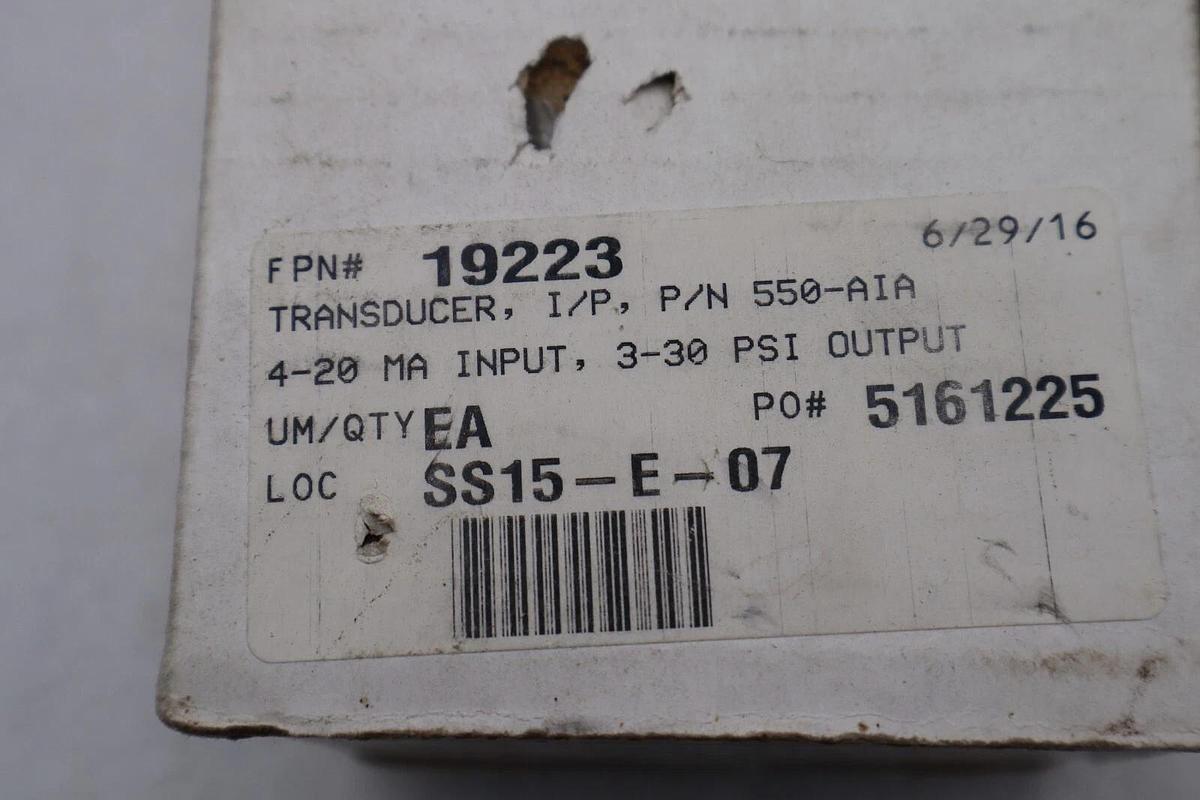 6/29/16
FPN# 19223
TRANSDUCER, I/P, P/N 550-AIA
4-20 MA INPUT, 3-30 PSI OUTPUT
UM/QTY EA PO# 5161225
LOC SS15-E-07